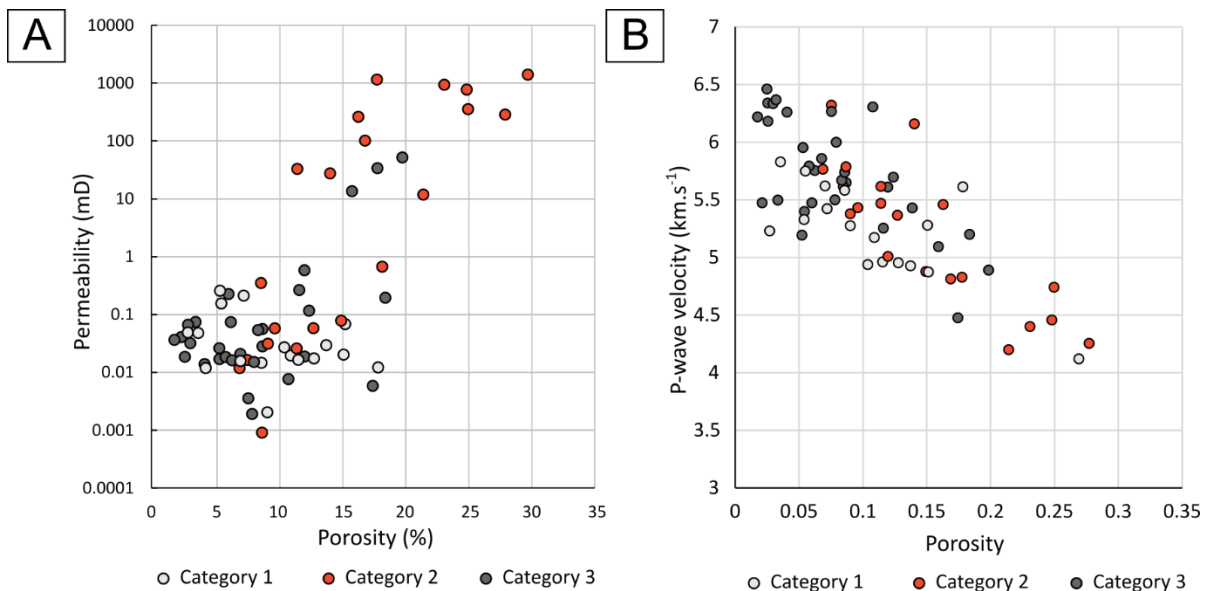 A
10000
1000
100
10
1
0.1
0.01
0.001
0.0001
Permeability (mD)
0 5 10 15 20 25 30 35
Porosity (%)
Category 1 Category 2 Category 3
B
7
6.5
6
5.5
5
4.5
4
3.5
3
P-wave velocity (km.s⁻¹)
0 0.05 0.1 0.15 0.2 0.25 0.3 0.35
Porosity
Category 1 Category 2 Category 3